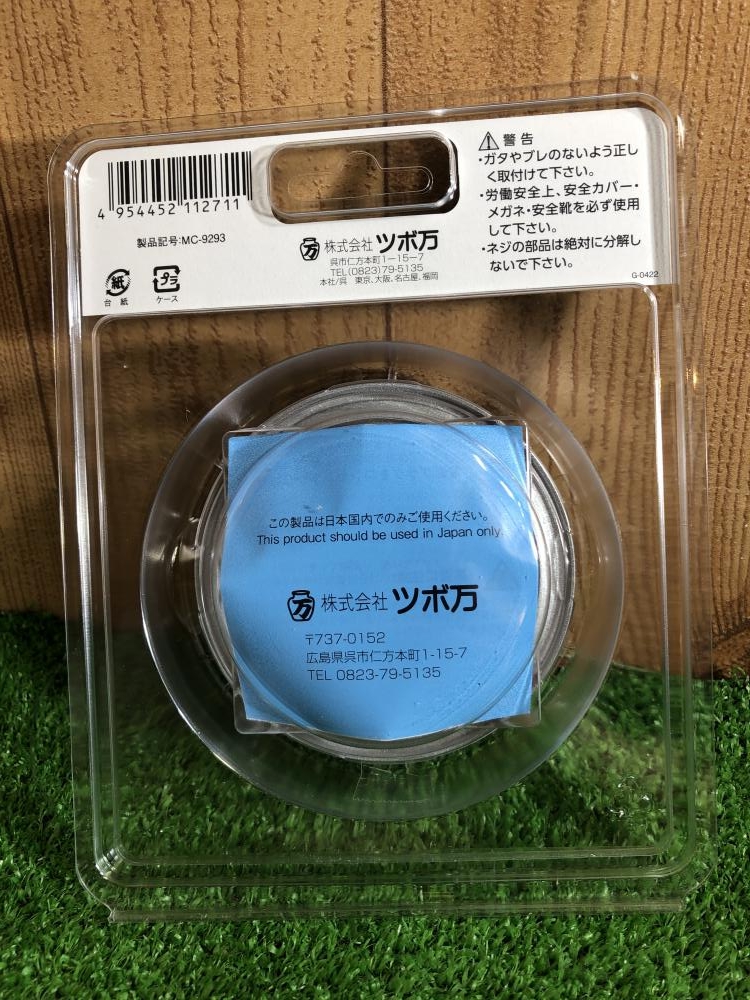 4 954452 112711
製品記号:MC-9293
紙
台紙
プラ
ケース
万 株式会社 ツボ万
呉市仁方本町1-15-7
TEL(0823)79-5135
本社/呉 東京、大阪、名古屋、福岡
警告
・ガタやブレのないよう正し
く取付けて下さい。
・労働安全上、安全カバー・
メガネ・安全靴を必ず使用
して下さい。
・ネジの部品は絶対に分解し
ないで下さい。
G-0422
この製品は日本国内でのみご使用ください。
This product should be used in Japan only.
万 株式会社 ツボ万
〒737-0152
広島県呉市仁方本町1-15-7
TEL 0823-79-5135